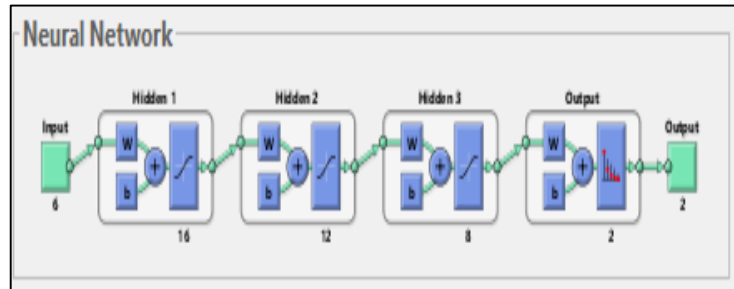 Neural Network
Hidden 1 Hidden 2 Hidden 3 Output
Input Output
W W W W
+ + + +
b b b b
6 2
16 12 8 2